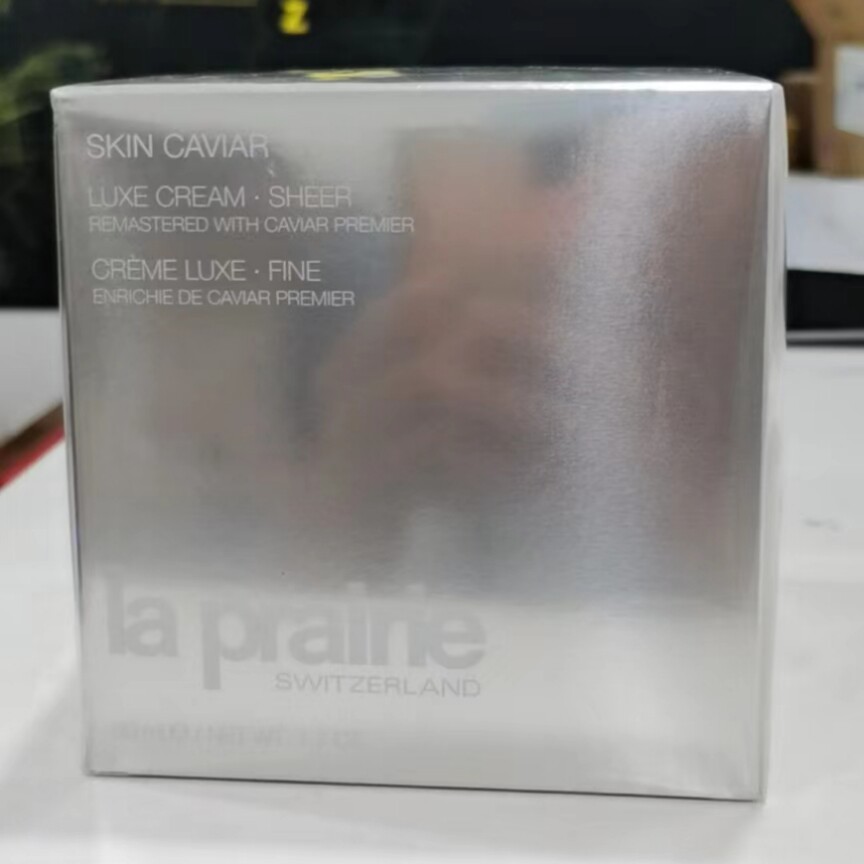 SKIN CAVIAR
LUXE CREAM · SHEER
REMASTERED WITH CAVIAR PREMIER
CRÈME LUXE · FINE
ENRICHIE DE CAVIAR PREMIER
la prairie
SWITZERLAND